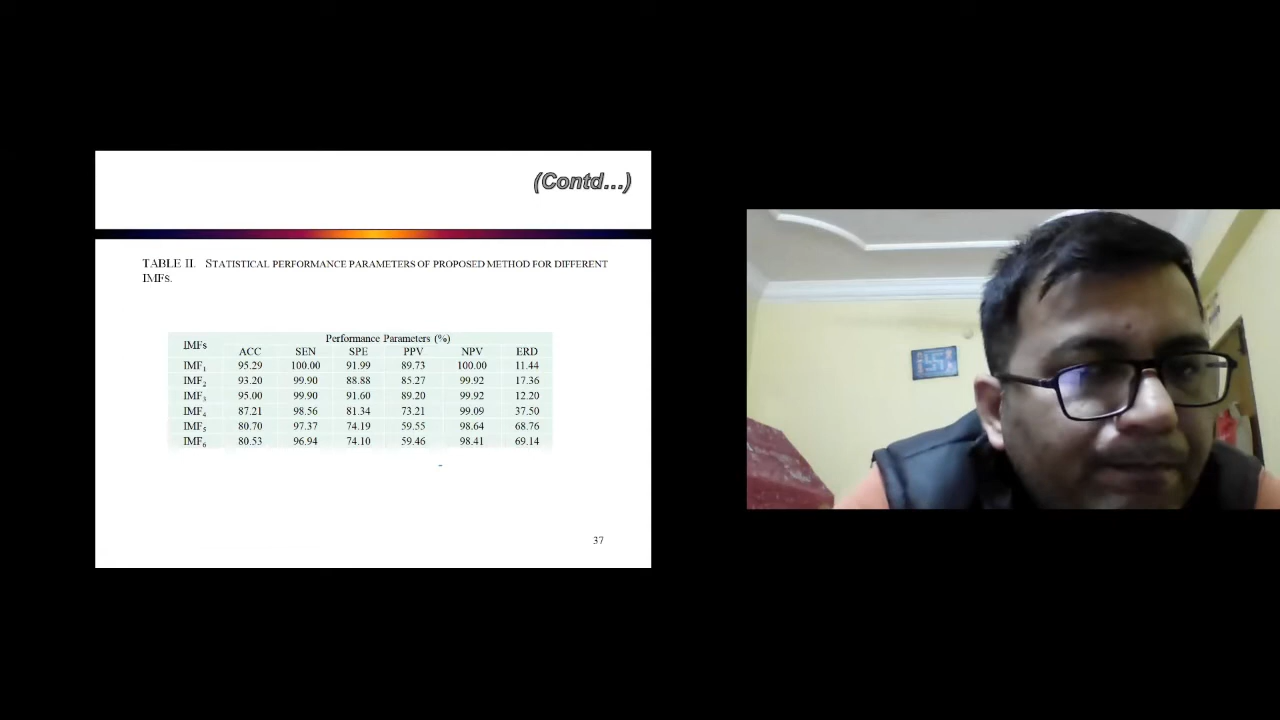 (Contd...)
TABLE II. STATISTICAL PERFORMANCE PARAMETERS OF PROPOSED METHOD FOR DIFFERENT
IMFS.
IMFs Performance Parameters (%)
ACC SEN SPE PPV NPV ERD
IMF1 95.29 100.00 91.99 89.73 100.00 11.44
IMF2 93.20 99.90 88.88 85.27 99.92 17.36
IMF3 95.00 99.90 91.60 89.20 99.92 12.20
IMF4 87.21 98.56 81.34 73.21 99.09 37.50
IMF5 80.70 97.37 74.19 59.55 98.64 68.76
IMF6 80.53 96.94 74.10 59.46 98.41 69.14
37